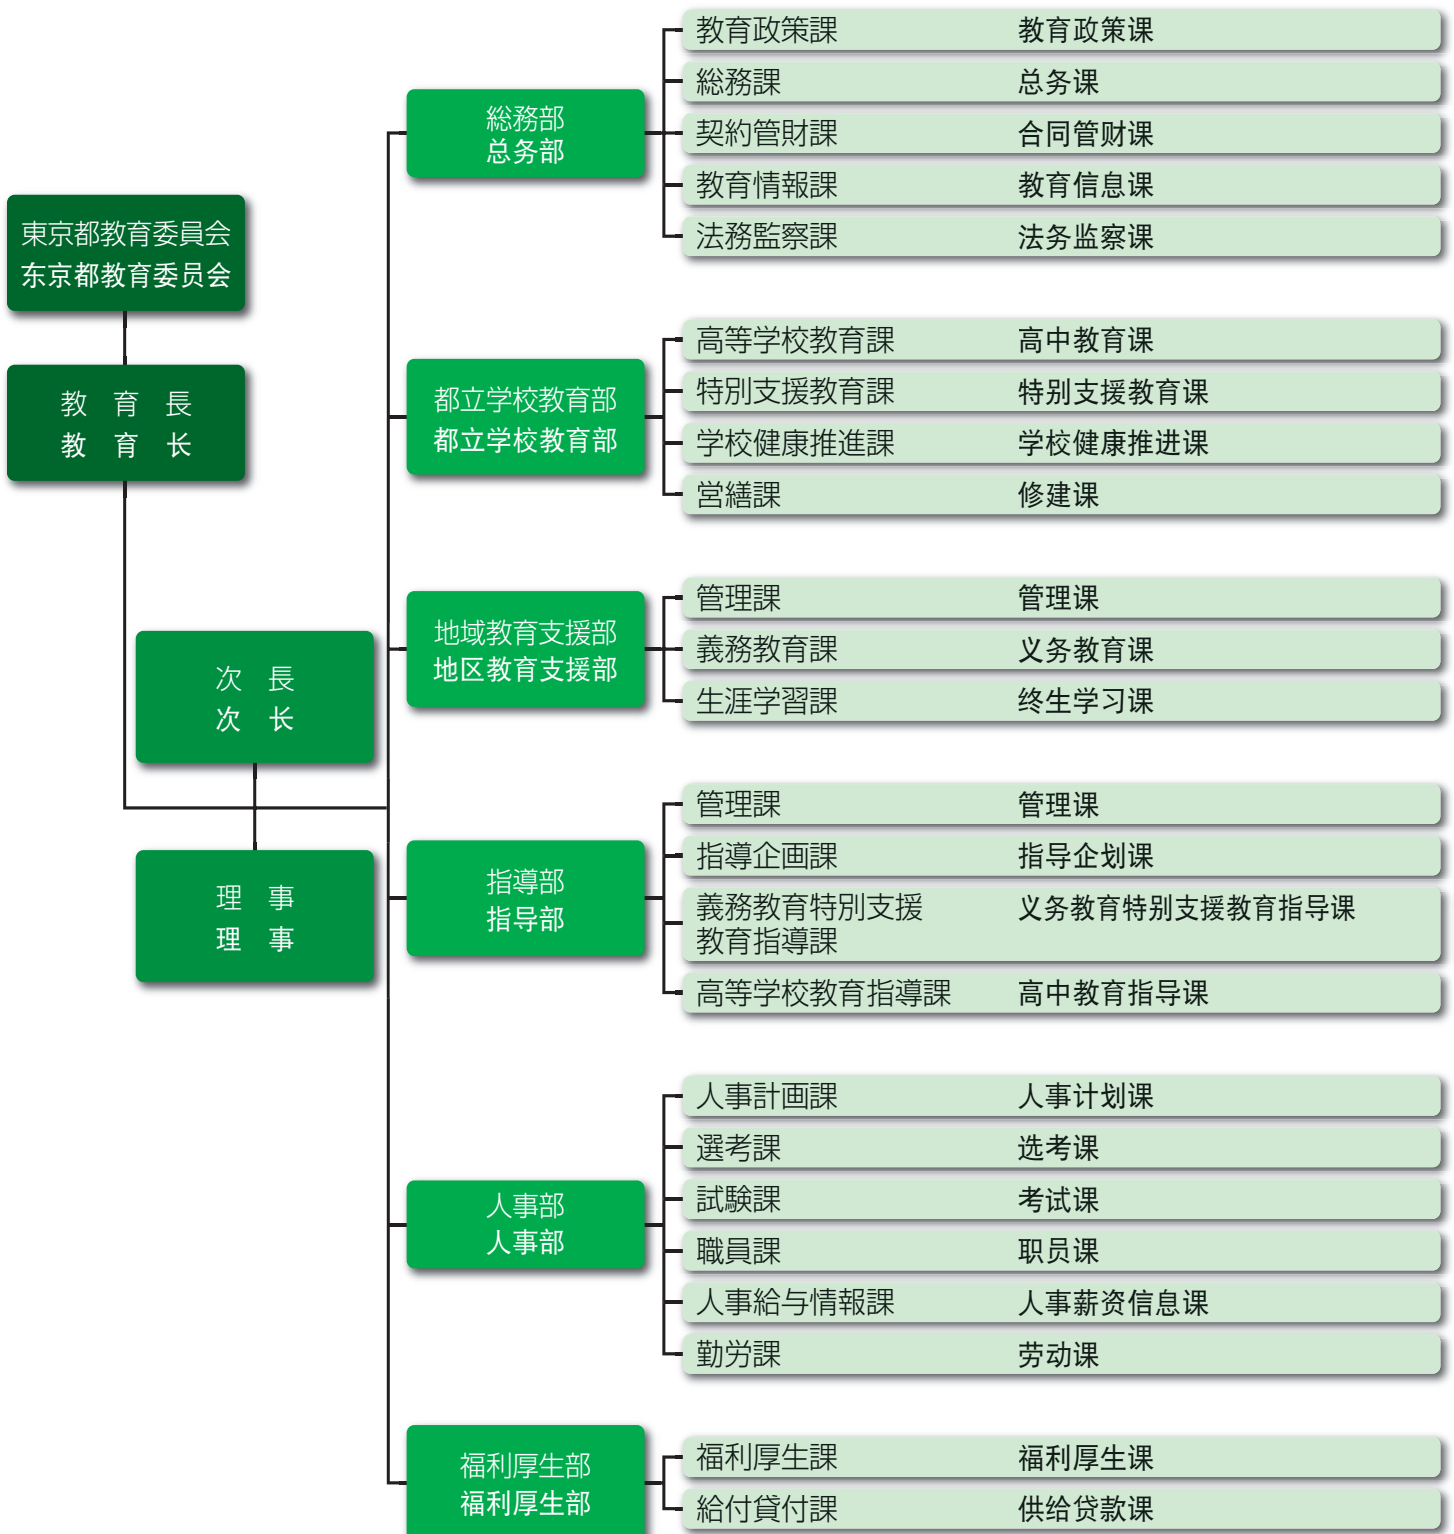 東京都教育委員会
东京都教育委员会
教　育　長
教　育　长
次　長
次　长
理　事
理　事
総務部
总务部
教育政策課　教育政策课
総務課　总务课
契約管財課　合同管财课
教育情報課　教育信息课
法務監察課　法务监察课
都立学校教育部
都立学校教育部
高等学校教育課　高中教育课
特別支援教育課　特别支援教育课
学校健康推進課　学校健康推进课
営繕課　修建课
地域教育支援部
地区教育支援部
管理課　管理课
義務教育課　义务教育课
生涯学習課　终生学习课
指導部
指导部
管理課　管理课
指導企画課　指导企划课
義務教育特別支援　义务教育特别支援教育指导课
教育指導課
高等学校教育指導課　高中教育指导课
人事部
人事部
人事計画課　人事计划课
選考課　选考课
試験課　考试课
職員課　职员课
人事給与情報課　人事薪资信息课
勤労課　劳动课
福利厚生部
福利厚生部
福利厚生課　福利厚生课
給付貸付課　供给贷款课